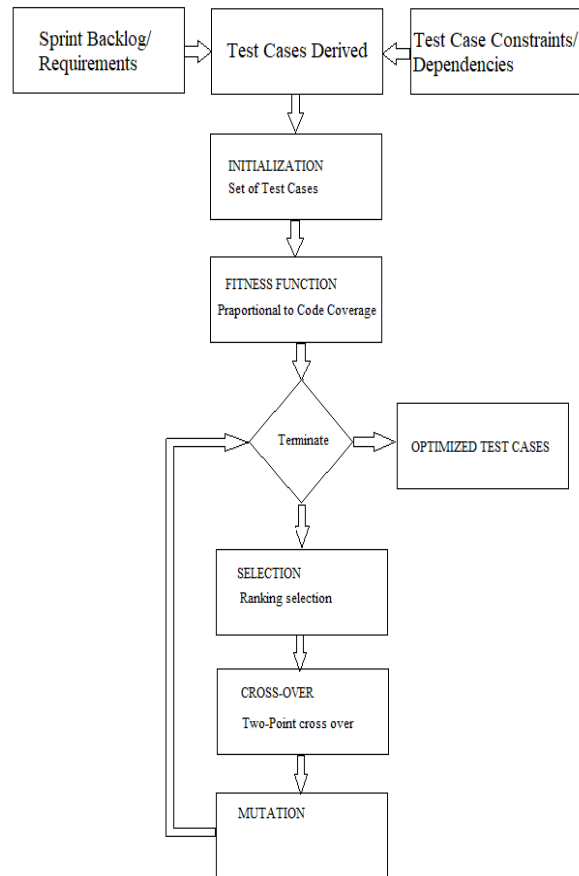 Sprint Backlog/
Requirements
Test Cases Derived
Test Case Constraints/
Dependencies
INITIALIZATION
Set of Test Cases
FITNESS FUNCTION
Praportional to Code Coverage
Terminate
OPTIMIZED TEST CASES
SELECTION
Ranking selection
CROSS-OVER
Two-Point cross over
MUTATION